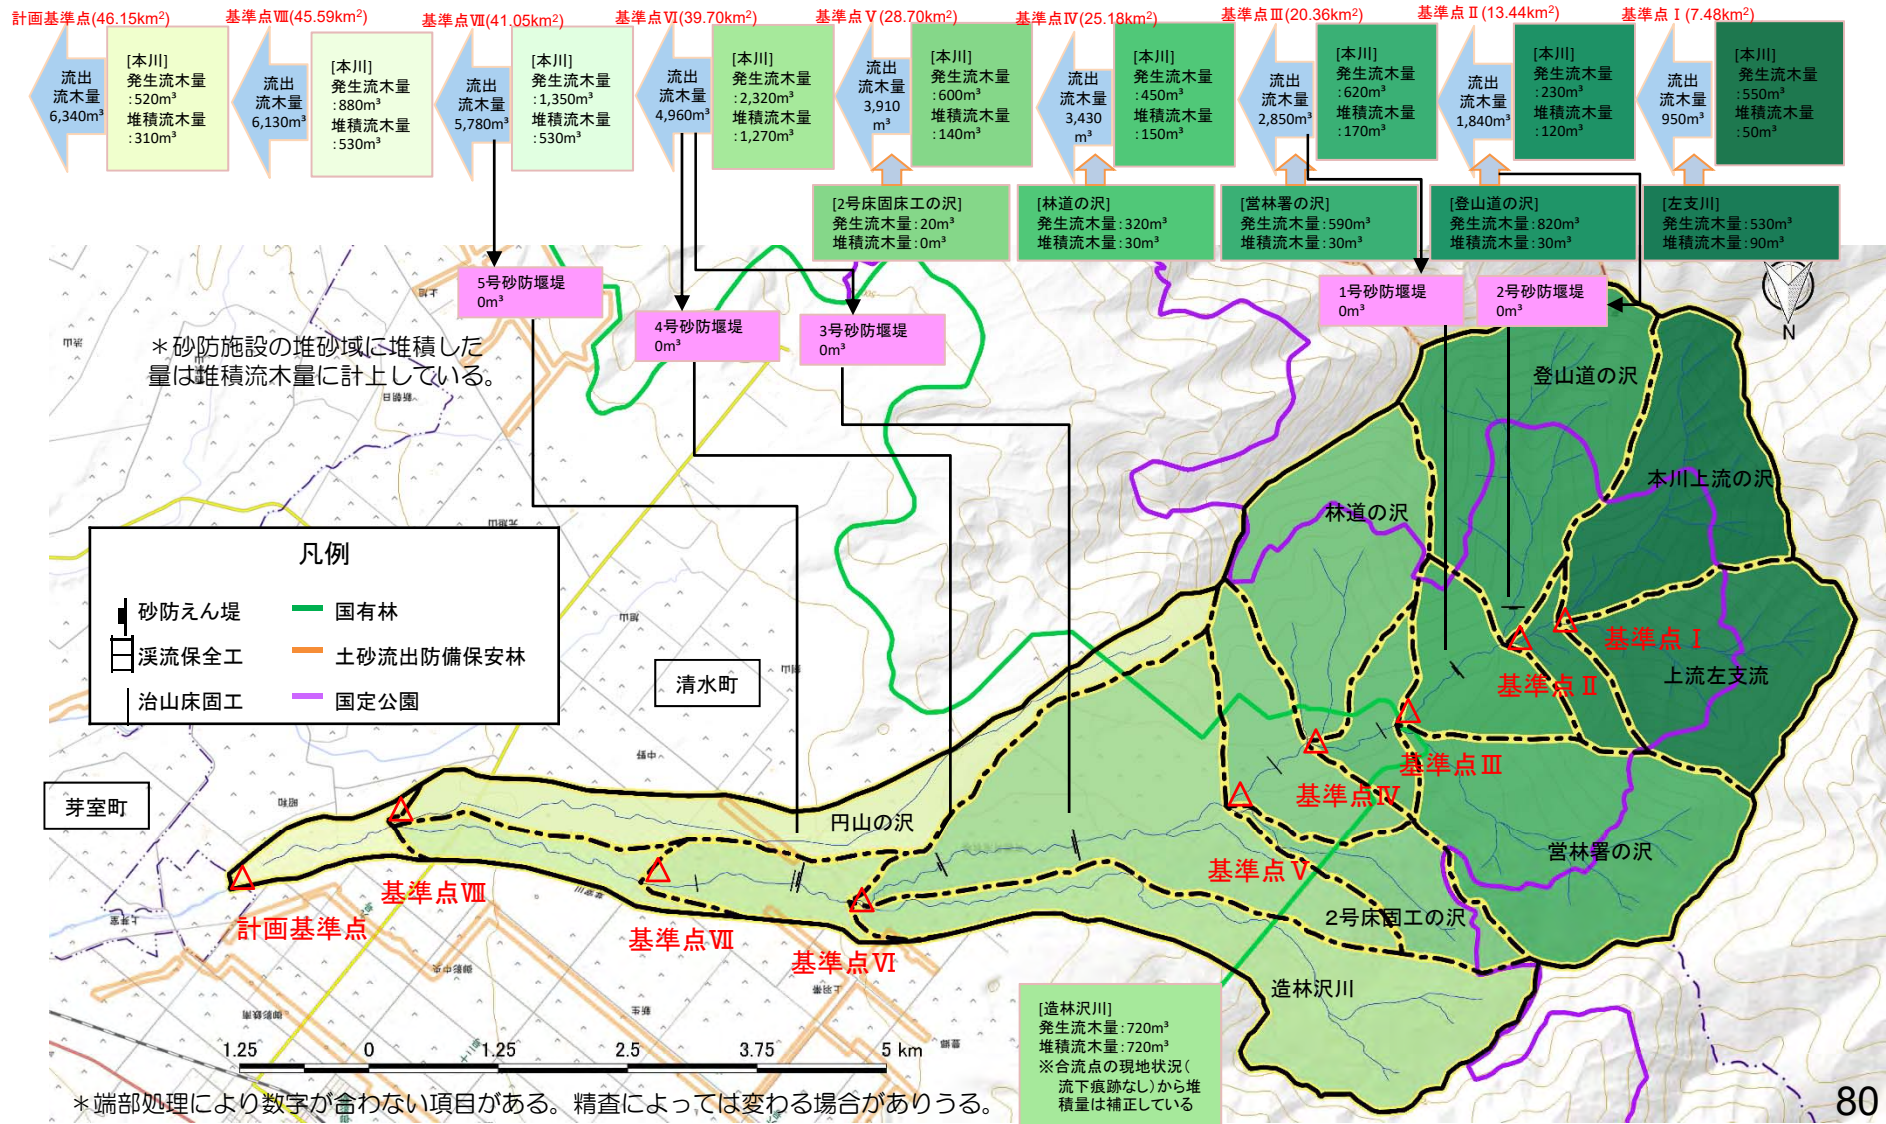 計画基準点(46.15km²)
基準点Ⅷ(45.59km²)
基準点Ⅶ(41.05km²)
基準点Ⅵ(39.70km²)
基準点Ⅴ(28.70km²)
基準点Ⅳ(25.18km²)
基準点Ⅲ(20.36km²)
基準点Ⅱ(13.44km²)
基準点Ⅰ(7.48km²)
流出
流木量
6,340m³
[本川]
発生流木量
:520m³
堆積流木量
:310m³
流出
流木量
6,130m³
[本川]
発生流木量
:880m³
堆積流木量
:530m³
流出
流木量
5,780m³
[本川]
発生流木量
:1,350m³
堆積流木量
:530m³
流出
流木量
4,960m³
[本川]
発生流木量
:2,320m³
堆積流木量
:1,270m³
流出
流木量
3,910
m³
[本川]
発生流木量
:600m³
堆積流木量
:140m³
流出
流木量
3,430
m³
[本川]
発生流木量
:450m³
堆積流木量
:150m³
流出
流木量
2,850m³
[本川]
発生流木量
:620m³
堆積流木量
:170m³
流出
流木量
1,840m³
[本川]
発生流木量
:230m³
堆積流木量
:120m³
流出
流木量
950m³
[本川]
発生流木量
:550m³
堆積流木量
:50m³
[2号床固床工の沢]
発生流木量:20m³
堆積流木量:0m³
[林道の沢]
発生流木量:320m³
堆積流木量:30m³
[営林署の沢]
発生流木量:590m³
堆積流木量:30m³
[登山道の沢]
発生流木量:820m³
堆積流木量:30m³
[左支川]
発生流木量:530m³
堆積流木量:90m³
5号砂防堰堤
0m³
4号砂防堰堤
0m³
3号砂防堰堤
0m³
1号砂防堰堤
0m³
2号砂防堰堤
0m³
N
＊砂防施設の堆砂域に堆積した
量は堆積流木量に計上している。
登山道の沢
本川上流の沢
林道の沢
凡例
砂防えん堤
国有林
渓流保全工
土砂流出防備保安林
治山床固工
国定公園
清水町
芽室町
基準点Ⅰ
上流左支流
基準点Ⅱ
基準点Ⅲ
基準点Ⅳ
円山の沢
営林署の沢
基準点Ⅴ
基準点Ⅷ
2号床固工の沢
計画基準点
基準点Ⅶ
基準点Ⅵ
造林沢川
[造林沢川]
発生流木量:720m³
堆積流木量:720m³
※合流点の現地状況(
流下痕跡なし)から堆
積量は補正している
1.25 0 1.25 2.5 3.75 5 km
＊端部処理により数字が合わない項目がある。精査によっては変わる場合がありうる。
80